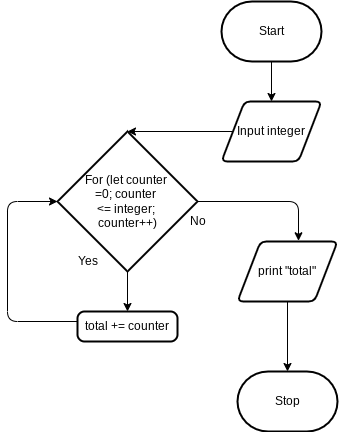 Start
Input integer
For (let counter
=0; counter
<= integer;
counter++)
No
Yes
print "total"
total += counter
Stop